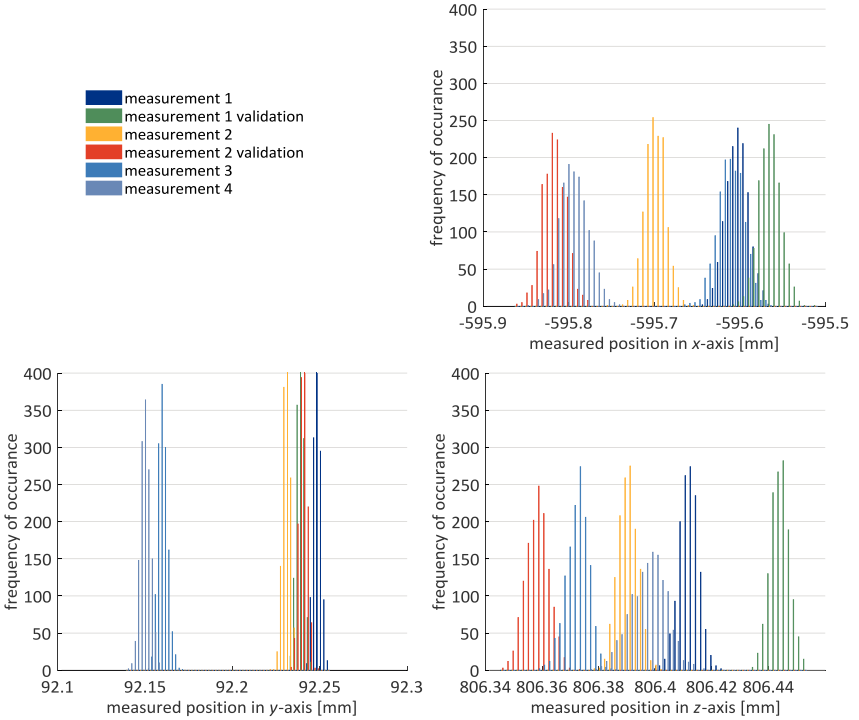 measurement 1
measurement 1 validation
measurement 2
measurement 2 validation
measurement 3
measurement 4
frequency of occurance
400
350
300
250
200
150
100
50
0
-595.9 -595.8 -595.7 -595.6 -595.5
measured position in x-axis [mm]
frequency of occurance
400
350
300
250
200
150
100
50
0
92.1 92.15 92.2 92.25 92.3
measured position in y-axis [mm]
frequency of occurance
400
350
300
250
200
150
100
50
0
806.34 806.36 806.38 806.4 806.42 806.44
measured position in z-axis [mm]